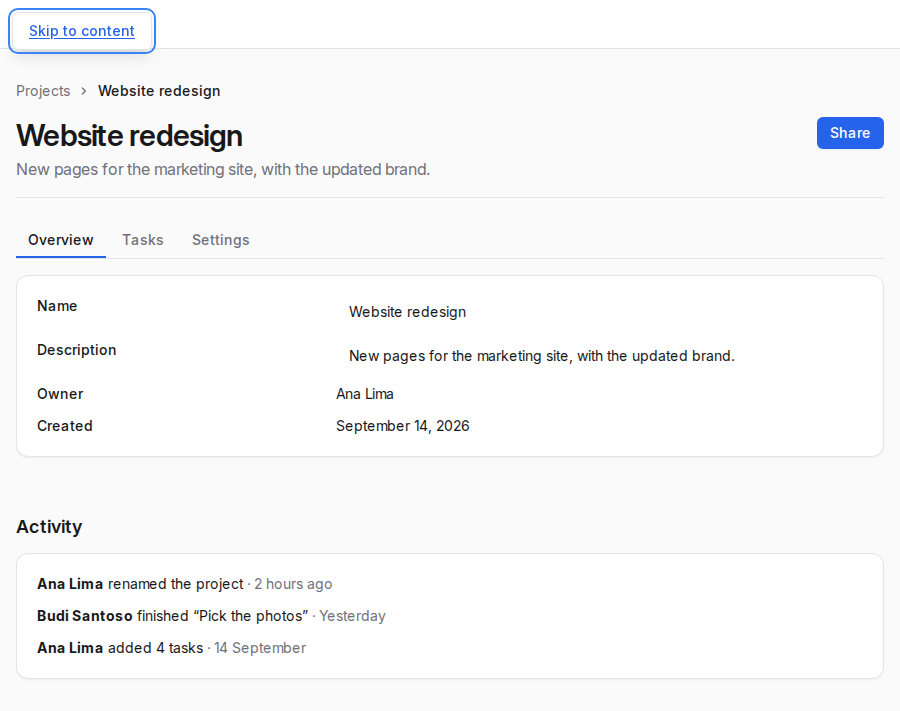 Skip to content
Projects > Website redesign
Website redesign
Share
New pages for the marketing site, with the updated brand.
Overview Tasks Settings
Name Website redesign
Description New pages for the marketing site, with the updated brand.
Owner Ana Lima
Created September 14, 2026
Activity
Ana Lima renamed the project · 2 hours ago
Budi Santoso finished “Pick the photos” · Yesterday
Ana Lima added 4 tasks · 14 September